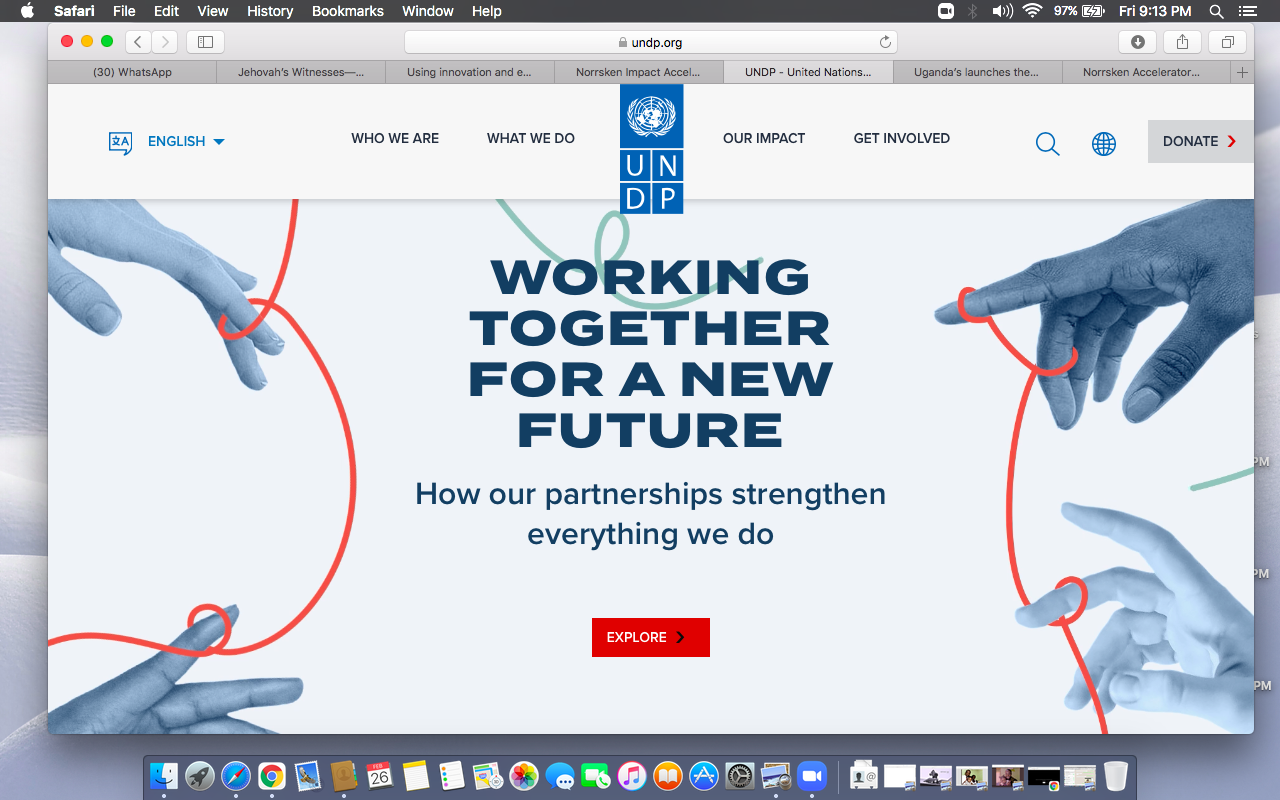 Safari File Edit View History Bookmarks Window Help 97% Fri 9:13 PM
undp.org
(30) WhatsApp Jehovah's Witnesses—... Using innovation and e... Norrsken Impact Accel... UNDP - United Nations... Uganda's launches the... Norrsken Accelerator...
ENGLISH WHO WE ARE WHAT WE DO OUR IMPACT GET INVOLVED DONATE
U N
D P
WORKING
TOGETHER
FOR A NEW
FUTURE
How our partnerships strengthen
everything we do
EXPLORE
PM
PM
PM
FEB
26